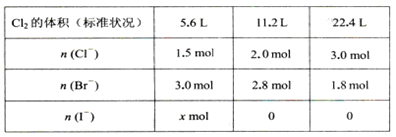 Cl₂的体积（标准状况） 5.6 L 11.2 L 22.4 L
n (Cl⁻) 1.5 mol 2.0 mol 3.0 mol
n (Br⁻) 3.0 mol 2.8 mol 1.8 mol
n (I⁻) x mol 0 0